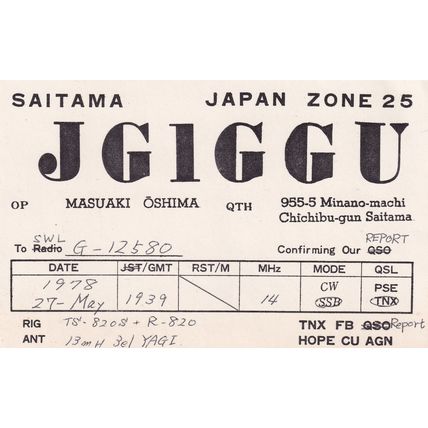 SAITAMA JAPAN ZONE 25
JG1GGU
OP MASUAKI ŌSHIMA QTH 955-5 Minano-machi
Chichibu-gun Saitama
SWL REPORT
To Radio G-12580 Confirming Our QSO
DATE JST/GMT RST/M MHz MODE QSL
1978 CW PSE
27-May 1939 14 SSB TNX
RIG TS-820S + R-820 TNX FB QSO Report
ANT 13mH 3el YAGI HOPE CU AGN